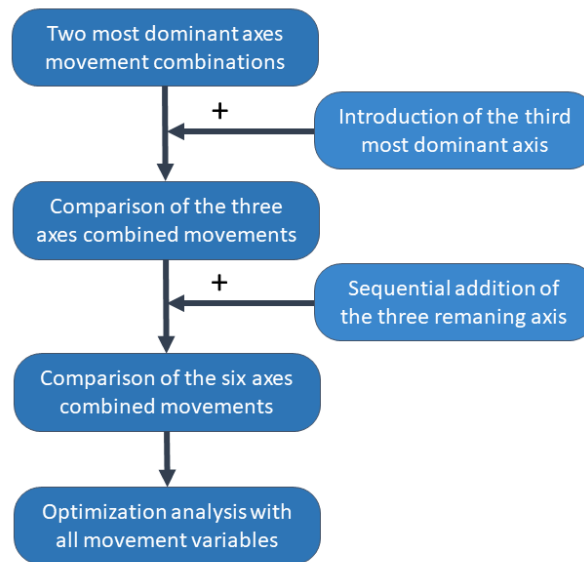 Two most dominant axes
movement combinations
+
Introduction of the third
most dominant axis
Comparison of the three
axes combined movements
+
Sequential addition of
the three remaning axis
Comparison of the six axes
combined movements
Optimization analysis with
all movement variables